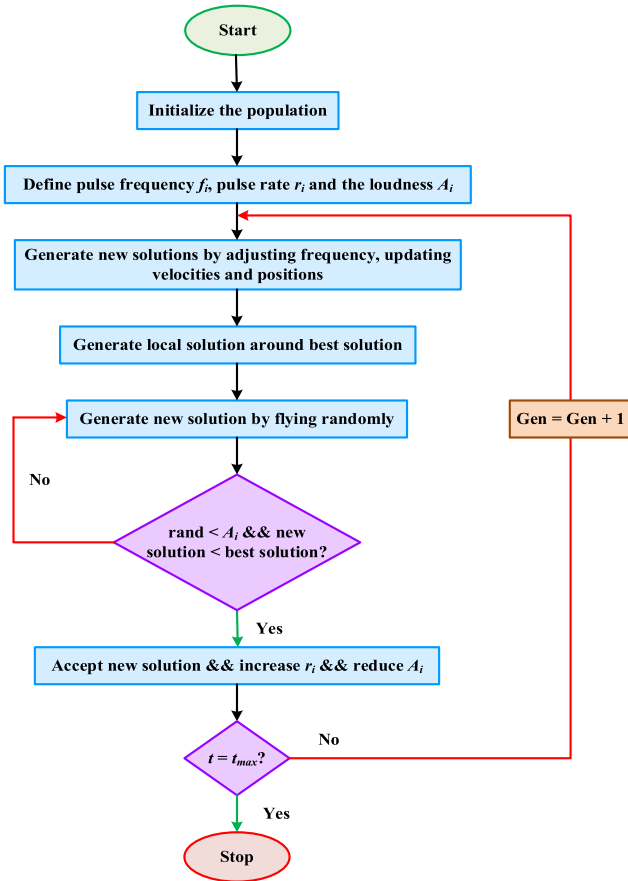 Start
Initialize the population
Define pulse frequency fi, pulse rate ri and the loudness Ai
Generate new solutions by adjusting frequency, updating
velocities and positions
Generate local solution around best solution
Generate new solution by flying randomly
Gen = Gen + 1
No
rand < Ai && new
solution < best solution?
Yes
Accept new solution && increase ri && reduce Ai
No
t = tmax?
Yes
Stop